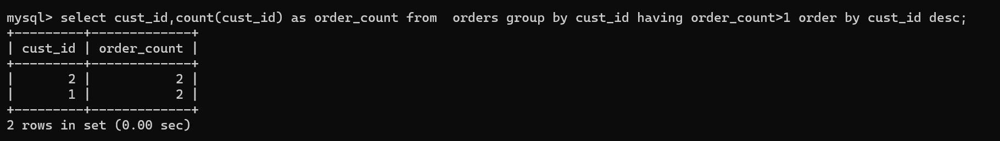 mysql> select cust_id,count(cust_id) as order_count from  orders group by cust_id having order_count>1 order by cust_id desc;
+---------+-------------+
| cust_id | order_count |
+---------+-------------+
|       2 |           2 |
|       1 |           2 |
+---------+-------------+
2 rows in set (0.00 sec)